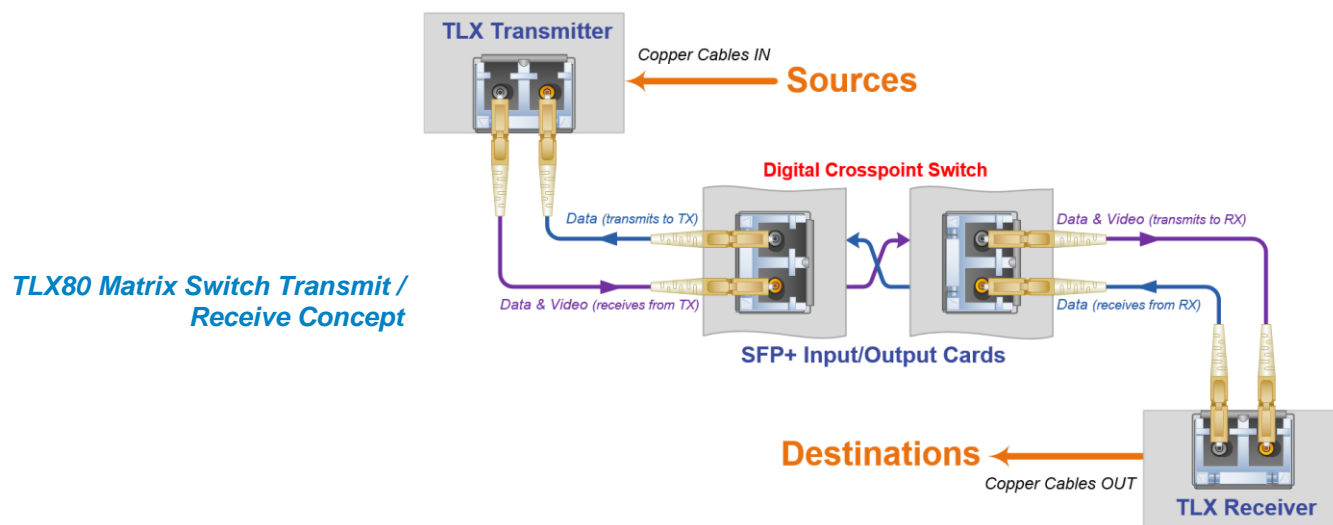 TLX Transmitter
Copper Cables IN
Sources
Digital Crosspoint Switch
Data (transmits to TX)
Data & Video (transmits to RX)
TLX80 Matrix Switch Transmit /
Receive Concept
Data & Video (receives from TX)
Data (receives from RX)
SFP+ Input/Output Cards
Destinations
Copper Cables OUT
TLX Receiver